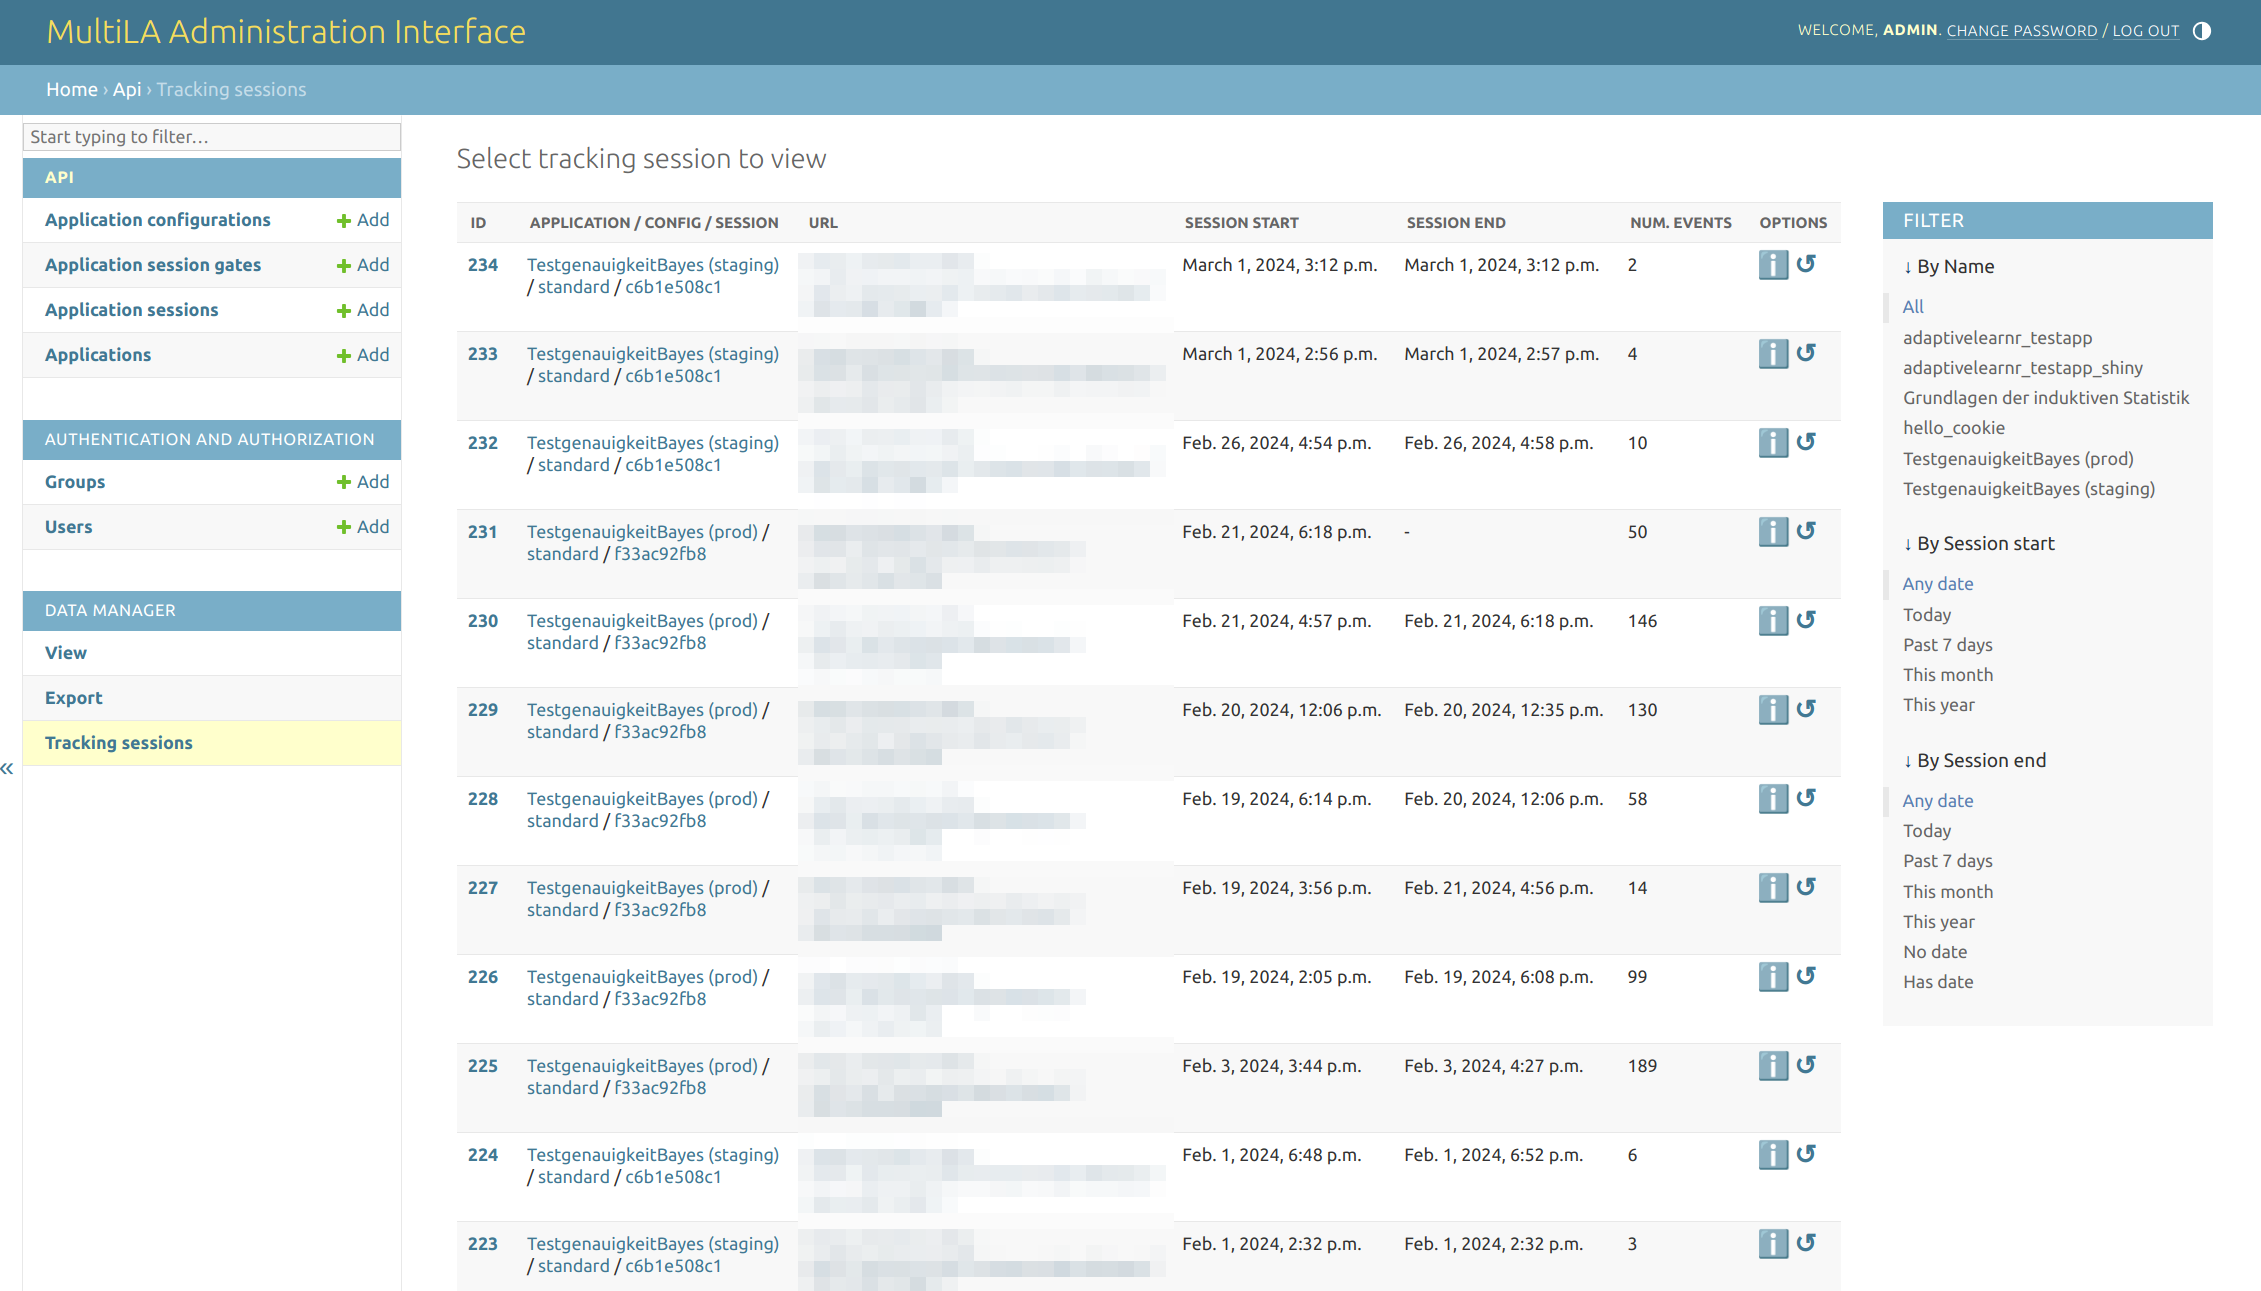 MultiLA Administration Interface
WELCOME, ADMIN. CHANGE PASSWORD / LOG OUT
Home › Api › Tracking sessions
Start typing to filter…
API
Application configurations + Add
Application session gates + Add
Application sessions + Add
Applications + Add
AUTHENTICATION AND AUTHORIZATION
Groups + Add
Users + Add
DATA MANAGER
View
Export
Tracking sessions
«
Select tracking session to view
ID APPLICATION / CONFIG / SESSION URL SESSION START SESSION END NUM. EVENTS OPTIONS
234 TestgenauigkeitBayes (staging) March 1, 2024, 3:12 p.m. March 1, 2024, 3:12 p.m. 2 ℹ️ ↺
/ standard / c6b1e508c1
233 TestgenauigkeitBayes (staging) March 1, 2024, 2:56 p.m. March 1, 2024, 2:57 p.m. 4 ℹ️ ↺
/ standard / c6b1e508c1
232 TestgenauigkeitBayes (staging) Feb. 26, 2024, 4:54 p.m. Feb. 26, 2024, 4:58 p.m. 10 ℹ️ ↺
/ standard / c6b1e508c1
231 TestgenauigkeitBayes (prod) / Feb. 21, 2024, 6:18 p.m. - 50 ℹ️ ↺
standard / f33ac92fb8
230 TestgenauigkeitBayes (prod) / Feb. 21, 2024, 4:57 p.m. Feb. 21, 2024, 6:18 p.m. 146 ℹ️ ↺
standard / f33ac92fb8
229 TestgenauigkeitBayes (prod) / Feb. 20, 2024, 12:06 p.m. Feb. 20, 2024, 12:35 p.m. 130 ℹ️ ↺
standard / f33ac92fb8
228 TestgenauigkeitBayes (prod) / Feb. 19, 2024, 6:14 p.m. Feb. 20, 2024, 12:06 p.m. 58 ℹ️ ↺
standard / f33ac92fb8
227 TestgenauigkeitBayes (prod) / Feb. 19, 2024, 3:56 p.m. Feb. 21, 2024, 4:56 p.m. 14 ℹ️ ↺
standard / f33ac92fb8
226 TestgenauigkeitBayes (prod) / Feb. 19, 2024, 2:05 p.m. Feb. 19, 2024, 6:08 p.m. 99 ℹ️ ↺
standard / f33ac92fb8
225 TestgenauigkeitBayes (prod) / Feb. 3, 2024, 3:44 p.m. Feb. 3, 2024, 4:27 p.m. 189 ℹ️ ↺
standard / f33ac92fb8
224 TestgenauigkeitBayes (staging) Feb. 1, 2024, 6:48 p.m. Feb. 1, 2024, 6:52 p.m. 6 ℹ️ ↺
/ standard / c6b1e508c1
223 TestgenauigkeitBayes (staging) Feb. 1, 2024, 2:32 p.m. Feb. 1, 2024, 2:32 p.m. 3 ℹ️ ↺
/ standard / c6b1e508c1
FILTER
↓ By Name
All
adaptivelearnr_testapp
adaptivelearnr_testapp_shiny
Grundlagen der induktiven Statistik
hello_cookie
TestgenauigkeitBayes (prod)
TestgenauigkeitBayes (staging)
↓ By Session start
Any date
Today
Past 7 days
This month
This year
↓ By Session end
Any date
Today
Past 7 days
This month
This year
No date
Has date